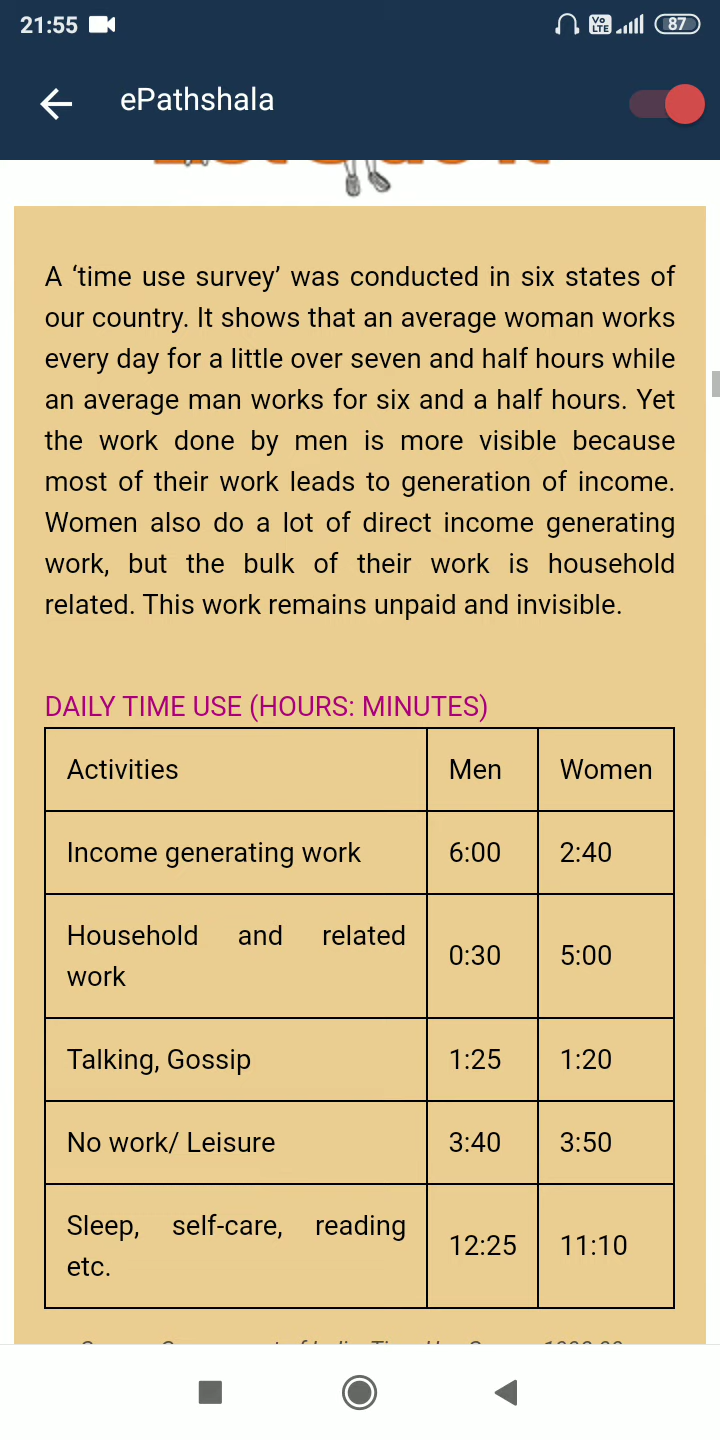 21:55
Vo
LTE
87
ePathshala
A ‘time use survey’ was conducted in six states of
our country. It shows that an average woman works
every day for a little over seven and half hours while
an average man works for six and a half hours. Yet
the work done by men is more visible because
most of their work leads to generation of income.
Women also do a lot of direct income generating
work, but the bulk of their work is household
related. This work remains unpaid and invisible.
DAILY TIME USE (HOURS: MINUTES)
Activities Men Women
Income generating work 6:00 2:40
Household and related
work
0:30 5:00
Talking, Gossip 1:25 1:20
No work/ Leisure 3:40 3:50
Sleep, self-care, reading
etc.
12:25 11:10